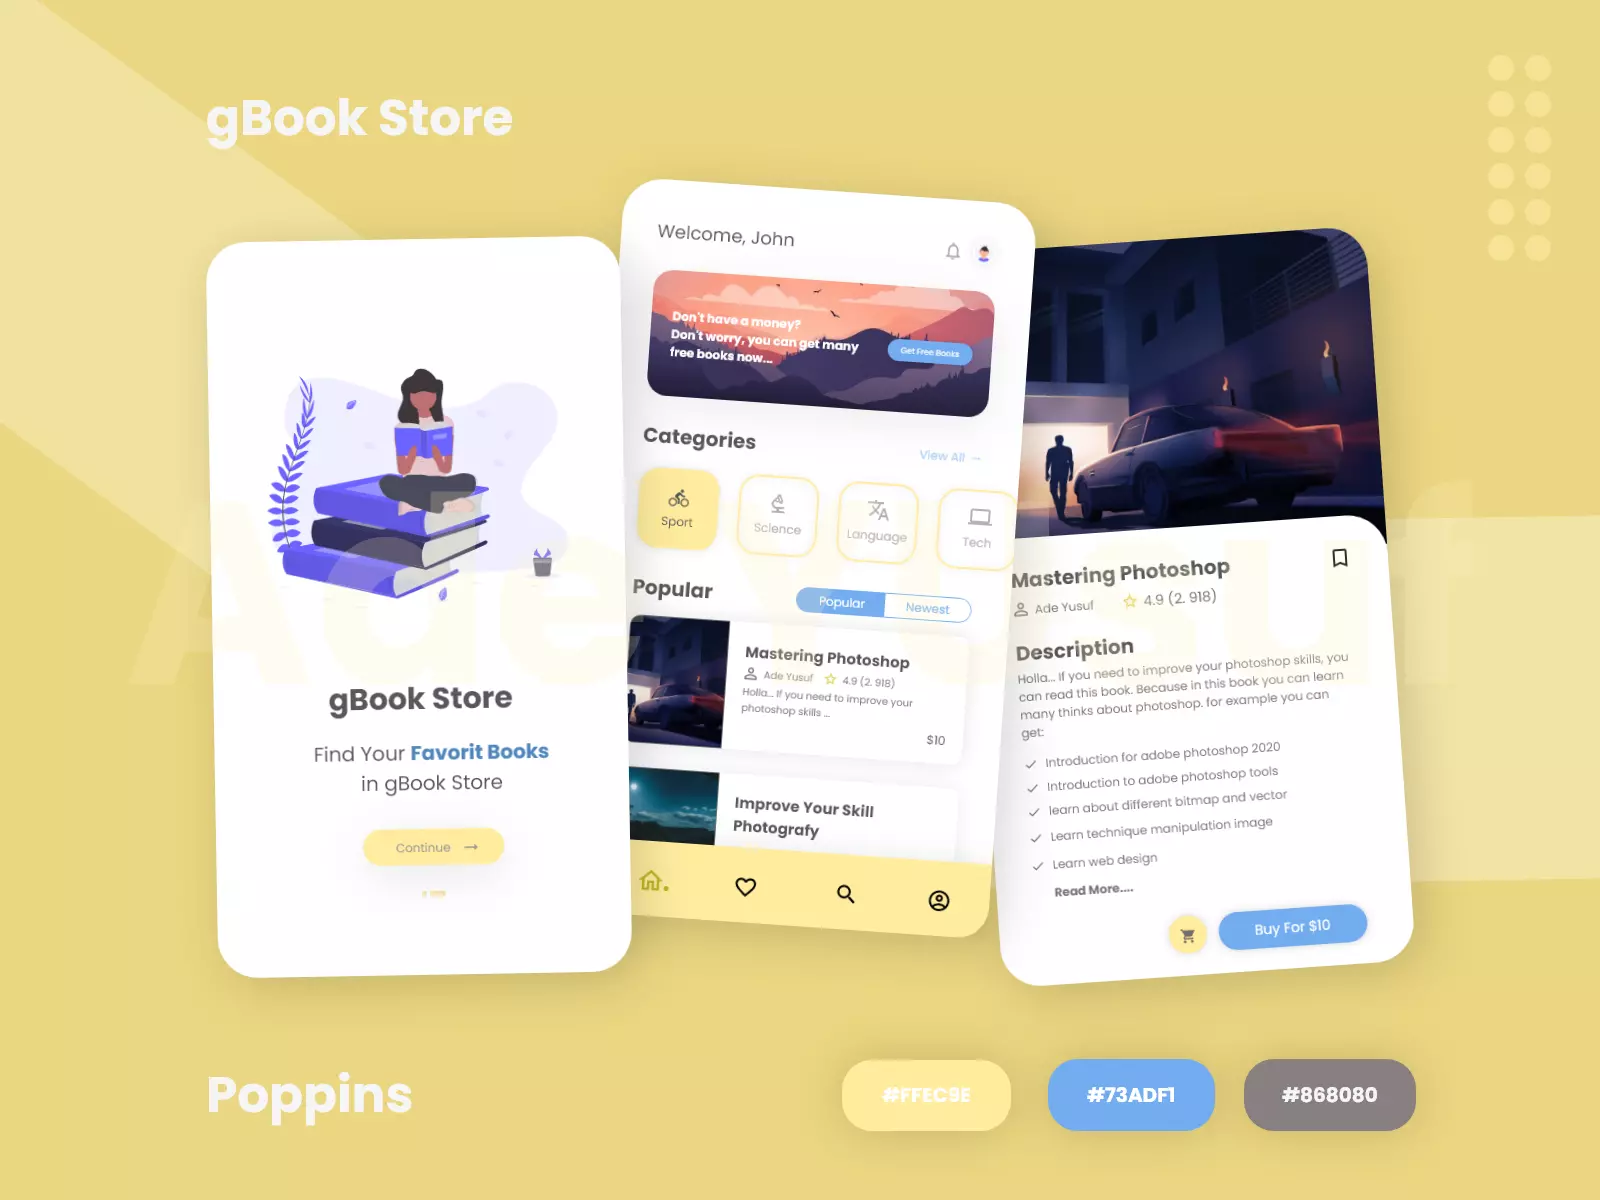 gBook Store
gBook Store
Find Your Favorit Books
in gBook Store
Continue
Welcome, John
Don't have a money?
Don't worry, you can get many
free books now...
Get Free Books
Categories
View All
Sport
Science
Language
Tech
Popular
Popular
Newest
Mastering Photoshop
Ade Yusuf
4.9 (2. 918)
Holla... If you need to improve your
photoshop skills ...
$10
Improve Your Skill
Photografy
Mastering Photoshop
Ade Yusuf
4.9 (2. 918)
Description
Holla... If you need to improve your photoshop skills, you
can read this book. Because in this book you can learn
many thinks about photoshop. for example you can
get:
Introduction for adobe photoshop 2020
Introduction to adobe photoshop tools
learn about different bitmap and vector
Learn technique manipulation image
Learn web design
Read More....
Buy For $10
Ade Yusuf
Poppins
#FFEC9E
#73ADF1
#868080